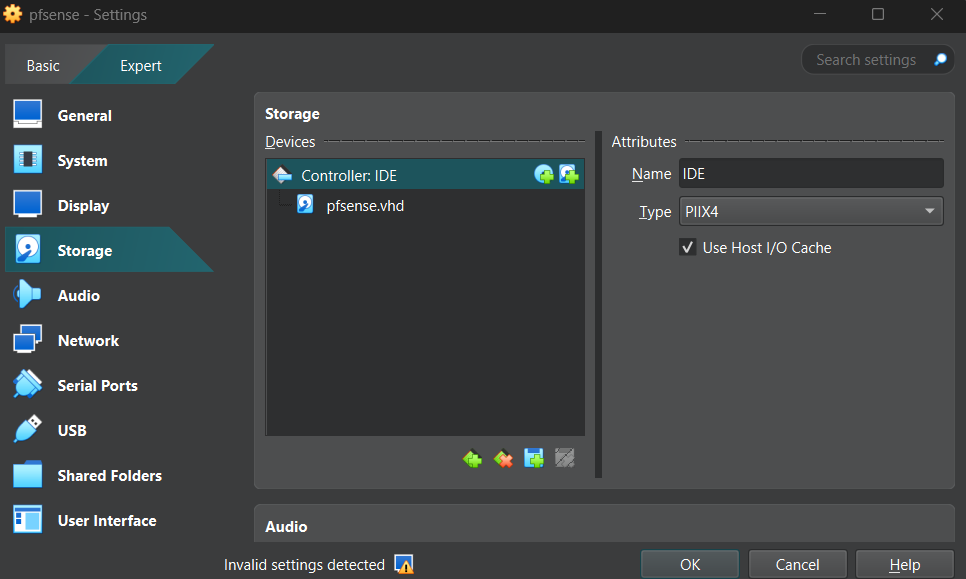 pfsense - Settings
Basic
Expert
Search settings
General
System
Display
Storage
Audio
Network
Serial Ports
USB
Shared Folders
User Interface
Storage
Devices
Controller: IDE
pfsense.vhd
Attributes
Name IDE
Type PIIX4
Use Host I/O Cache
Audio
Invalid settings detected
OK
Cancel
Help